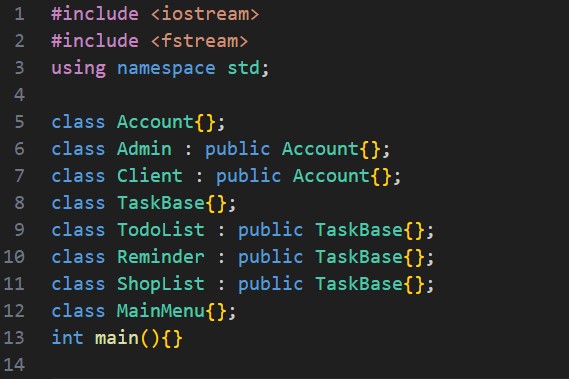 1 #include <iostream>
2 #include <fstream>
3 using namespace std;
4
5 class Account{};
6 class Admin : public Account{};
7 class Client : public Account{};
8 class TaskBase{};
9 class TodoList : public TaskBase{};
10 class Reminder : public TaskBase{};
11 class ShopList : public TaskBase{};
12 class MainMenu{};
13 int main(){}
14